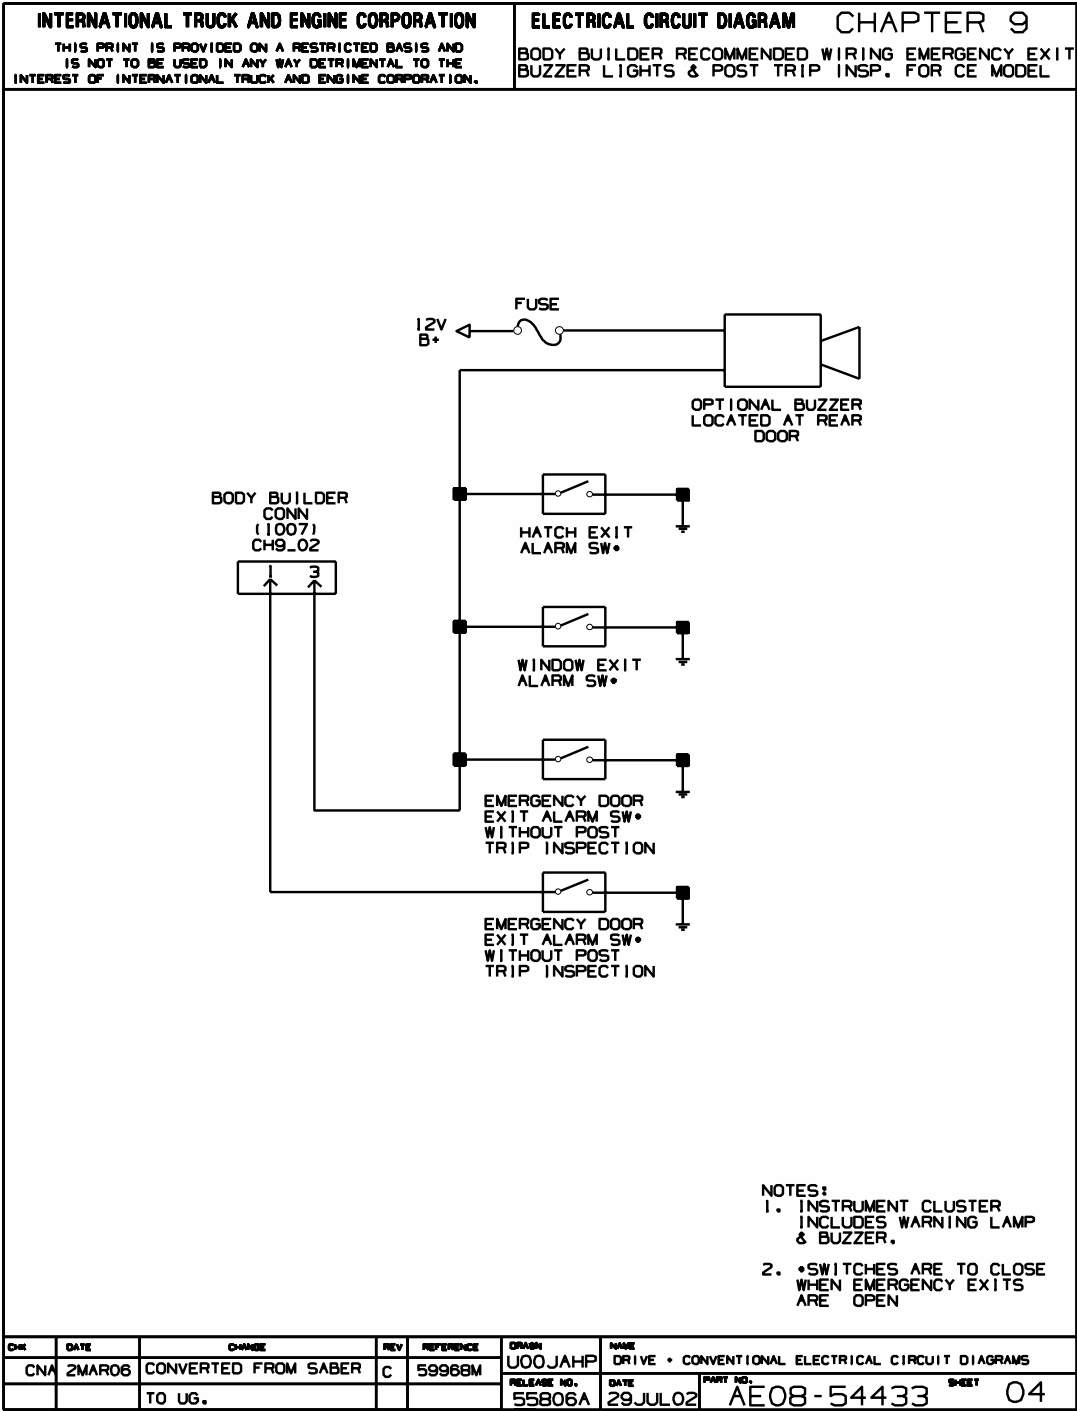 INTERNATIONAL TRUCK AND ENGINE CORPORATION
THIS PRINT IS PROVIDED ON A RESTRICTED BASIS AND
IS NOT TO BE USED IN ANY WAY DETRIMENTAL TO THE
INTEREST OF INTERNATIONAL TRUCK AND ENGINE CORPORATION.
ELECTRICAL CIRCUIT DIAGRAM CHAPTER 9
BODY BUILDER RECOMMENDED WIRING EMERGENCY EXIT
BUZZER LIGHTS & POST TRIP INSP. FOR CE MODEL
FUSE
12V
B+
OPTIONAL BUZZER
LOCATED AT REAR
DOOR
BODY BUILDER
CONN
(1007)
CH9_02
1 3
HATCH EXIT
ALARM SW*
WINDOW EXIT
ALARM SW*
EMERGENCY DOOR
EXIT ALARM SW*
WITHOUT POST
TRIP INSPECTION
EMERGENCY DOOR
EXIT ALARM SW*
WITHOUT POST
TRIP INSPECTION
NOTES:
1. INSTRUMENT CLUSTER
INCLUDES WARNING LAMP
& BUZZER.
2. *SWITCHES ARE TO CLOSE
WHEN EMERGENCY EXITS
ARE OPEN
CHK DATE CHANGE REV REFERENCE
CNA 2MAR06 CONVERTED FROM SABER C 59968M
TO UG.
DRAWN
U00JAHP
NAME
DRIVE * CONVENTIONAL ELECTRICAL CIRCUIT DIAGRAMS
RELEASE NO.
55806A
DATE
29JUL02
PART NO.
AE08-54433
SHEET
04